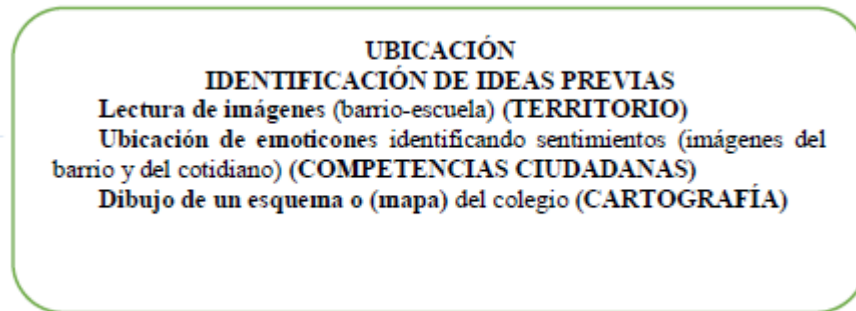 UBICACIÓN
IDENTIFICACIÓN DE IDEAS PREVIAS
Lectura de imágenes (barrio-escuela) (TERRITORIO)
Ubicación de emoticones identificando sentimientos (imágenes del
barrio y del cotidiano) (COMPETENCIAS CIUDADANAS)
Dibujo de un esquema o (mapa) del colegio (CARTOGRAFÍA)